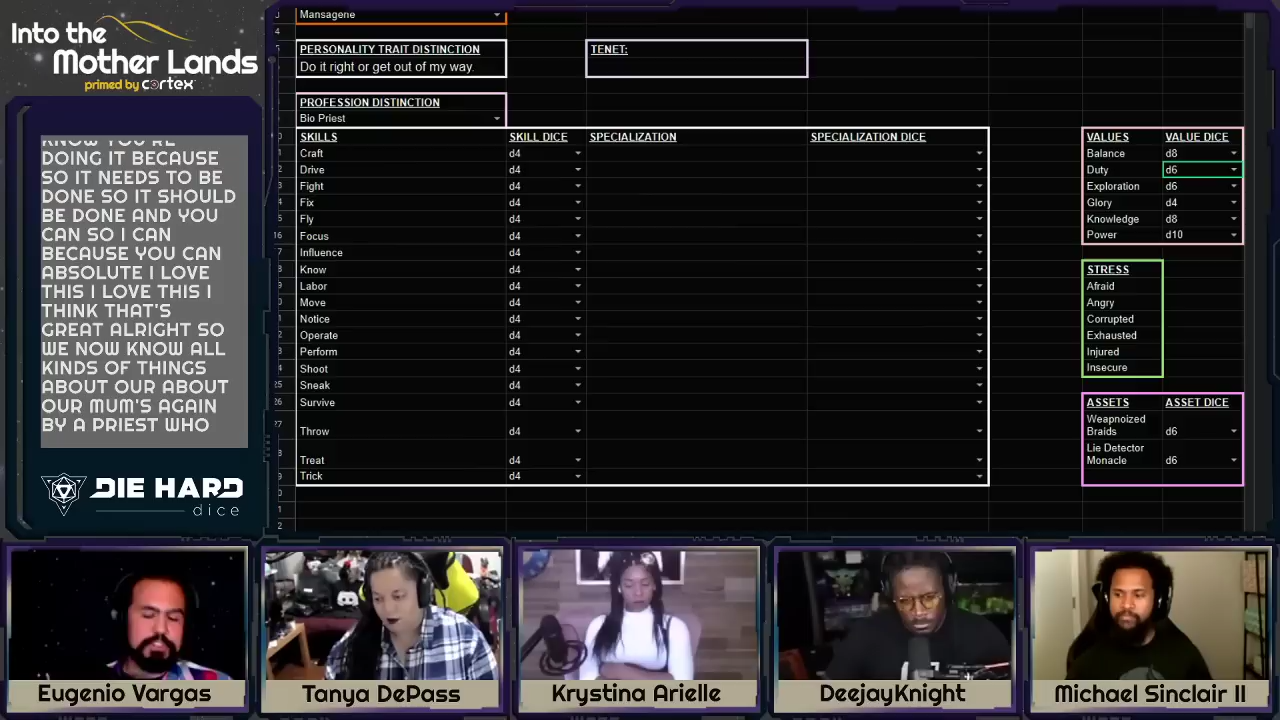 Into the
Mother Lands
primed by cortex
KNOW YOU'RE
DOING IT BECAUSE
SO IT NEEDS TO BE
DONE SO IT SHOULD
BE DONE AND YOU
CAN SO I CAN
BECAUSE YOU CAN
ABSOLUTE I LOVE
THIS I LOVE THIS I
THINK THAT'S
GREAT ALRIGHT SO
WE NOW KNOW ALL
KINDS OF THINGS
ABOUT OUR ABOUT
OUR MUM'S AGAIN
BY A PRIEST WHO
DIE HARD
dice
Mansagene
PERSONALITY TRAIT DISTINCTION
Do it right or get out of my way.
TENET:
PROFESSION DISTINCTION
Bio Priest
SKILLS SKILL DICE SPECIALIZATION SPECIALIZATION DICE
Craft d4
Drive d4
Fight d4
Fix d4
Fly d4
Focus d4
Influence d4
Know d4
Labor d4
Move d4
Notice d4
Operate d4
Perform d4
Shoot d4
Sneak d4
Survive d4
Throw d4
Treat d4
Trick d4
VALUES VALUE DICE
Balance d8
Duty d6
Exploration d6
Glory d4
Knowledge d8
Power d10
STRESS
Afraid
Angry
Corrupted
Exhausted
Injured
Insecure
ASSETS ASSET DICE
Weapnoized
Braids d6
Lie Detector
Monacle d6
Eugenio Vargas
Tanya DePass
Krystina Arielle
DeejayKnight
Michael Sinclair II